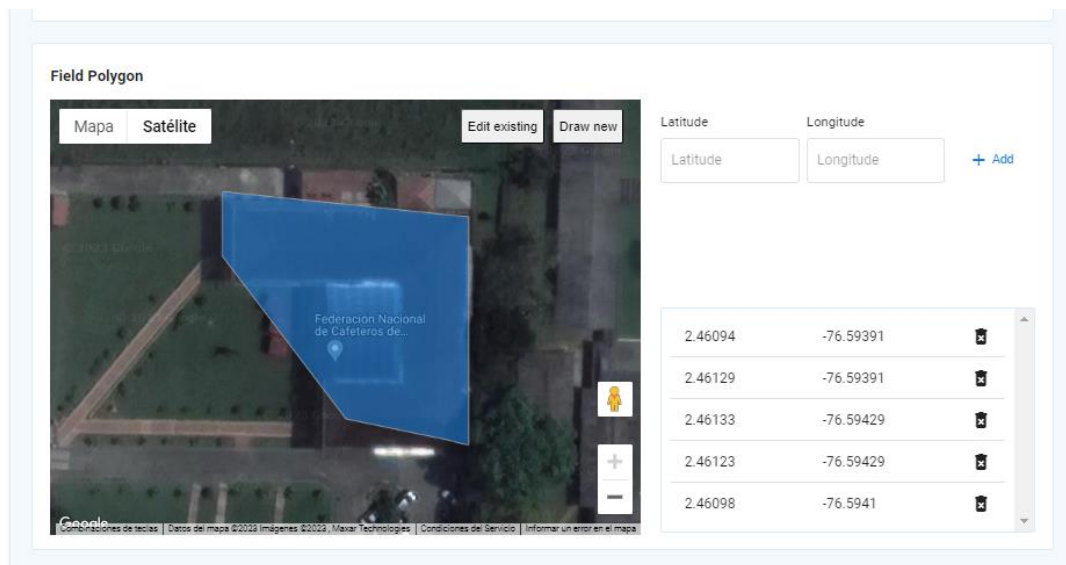 Field Polygon
Mapa Satélite Edit existing Draw new
Latitude Longitude
Latitude Longitude + Add
Federación Nacional
de Cafeteros de...
2.46094 -76.59391
2.46129 -76.59391
2.46133 -76.59429
2.46123 -76.59429
2.46098 -76.5941
Google
Combinaciones de teclas Datos del mapa ©2023 Imágenes ©2023 , Maxar Technologies Condiciones del Servicio Informar un error en el mapa